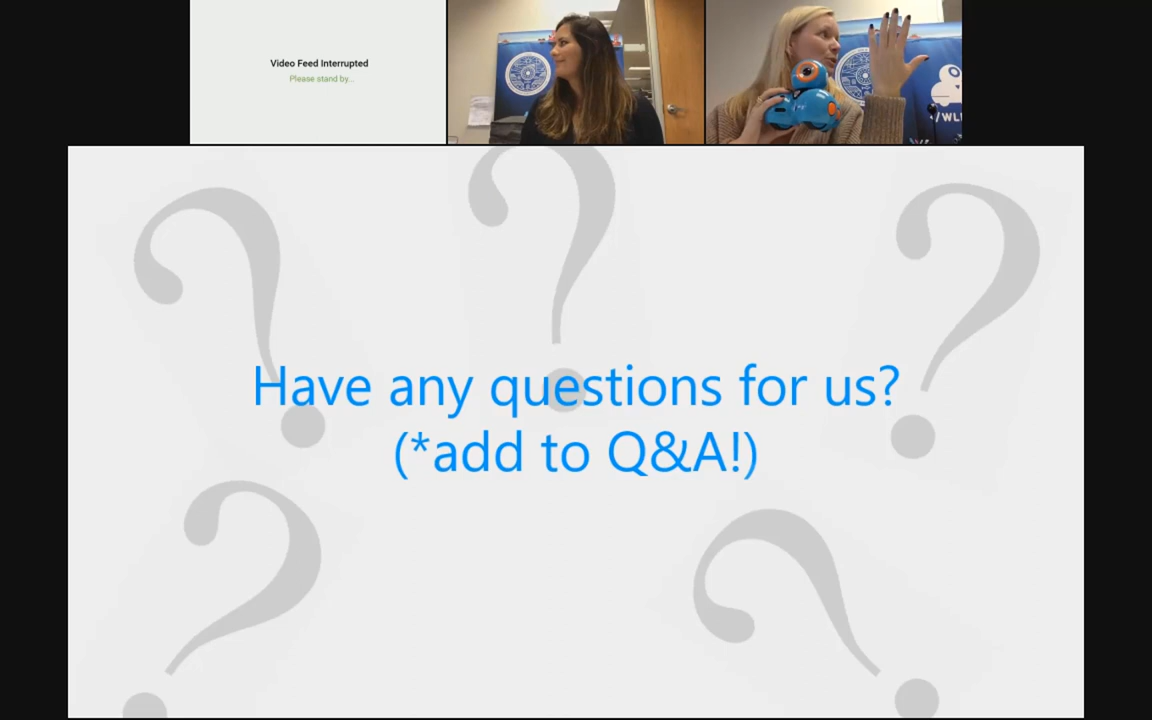 Video Feed Interrupted
Please stand by...
Have any questions for us?
(*add to Q&A!)